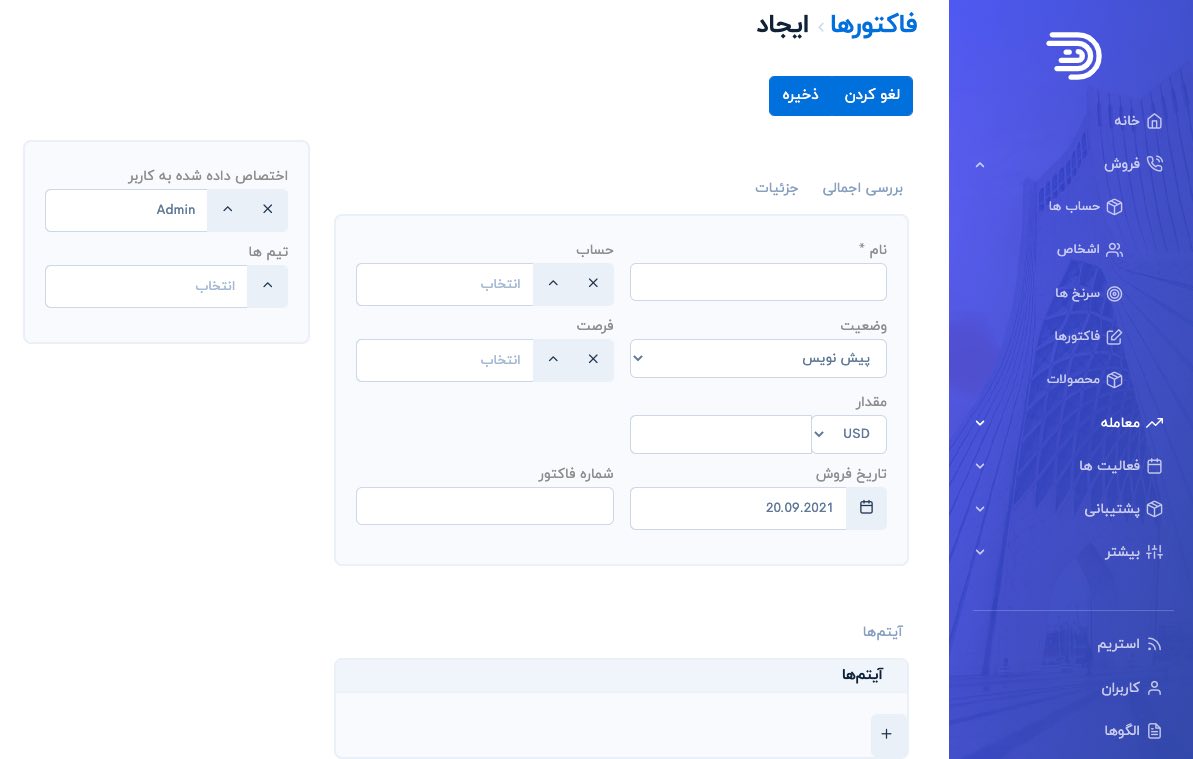 خانه
فروش
حساب ها
اشخاص
سرنخ ها
فاکتورها
محصولات
معامله
فعالیت ها
پشتیبانی
بیشتر
استریم
کاربران
الگوها
فاکتورها › ایجاد
لغو کردن ذخیره
بررسی اجمالی جزئیات
نام * حساب
انتخاب
وضعیت فرصت
پیش نویس انتخاب
مقدار
USD
تاریخ فروش شماره فاکتور
20.09.2021
آیتم‌ها
آیتم‌ها
+
اختصاص داده شده به کاربر
Admin
تیم ها
انتخاب